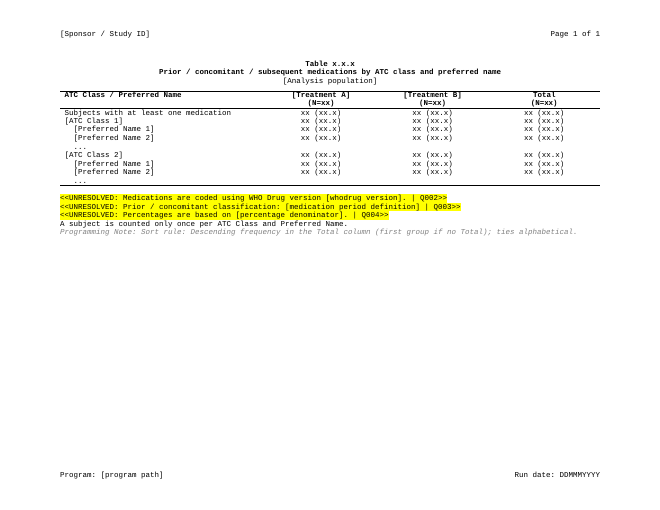 [Sponsor / Study ID] Page 1 of 1
Table x.x.x
Prior / concomitant / subsequent medications by ATC class and preferred name
[Analysis population]
ATC Class / Preferred Name [Treatment A] [Treatment B] Total
(N=xx) (N=xx) (N=xx)
Subjects with at least one medication xx (xx.x) xx (xx.x) xx (xx.x)
[ATC Class 1] xx (xx.x) xx (xx.x) xx (xx.x)
[Preferred Name 1] xx (xx.x) xx (xx.x) xx (xx.x)
[Preferred Name 2] xx (xx.x) xx (xx.x) xx (xx.x)
...
[ATC Class 2] xx (xx.x) xx (xx.x) xx (xx.x)
[Preferred Name 1] xx (xx.x) xx (xx.x) xx (xx.x)
[Preferred Name 2] xx (xx.x) xx (xx.x) xx (xx.x)
...
<<UNRESOLVED: Medications are coded using WHO Drug version [whodrug version]. | Q002>>
<<UNRESOLVED: Prior / concomitant classification: [medication period definition] | Q003>>
<<UNRESOLVED: Percentages are based on [percentage denominator]. | Q004>>
A subject is counted only once per ATC Class and Preferred Name.
Programming Note: Sort rule: Descending frequency in the Total column (first group if no Total); ties alphabetical.
Program: [program path] Run date: DDMMMYYYY